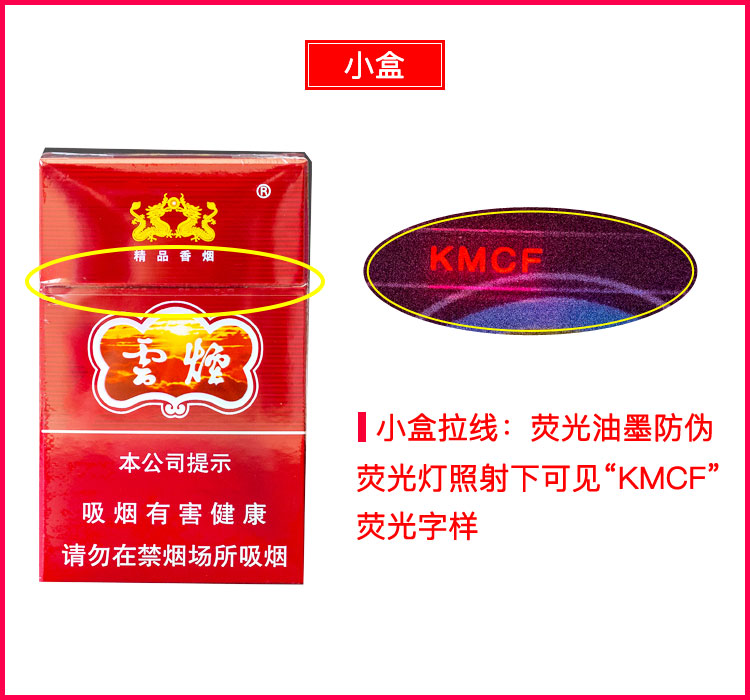 小盒
®
精品香烟
雲煙
本公司提示
吸烟有害健康
请勿在禁烟场所吸烟
KMCF
小盒拉线：荧光油墨防伪
荧光灯照射下可见“KMCF”
荧光字样